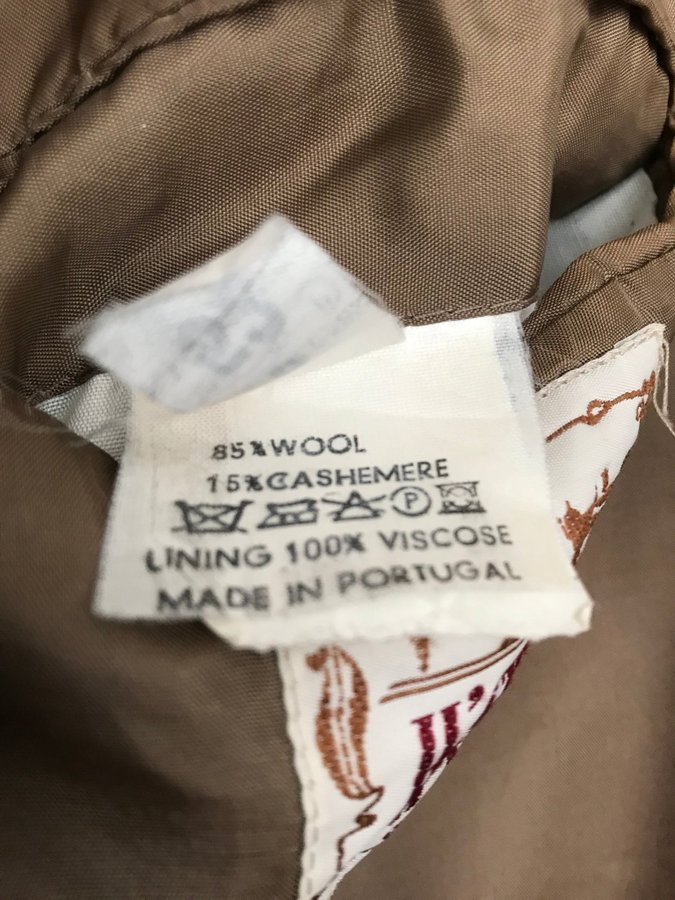 85% WOOL
15% CASHEMERE
P
LINING 100% VISCOSE
MADE IN PORTUGAL
H'